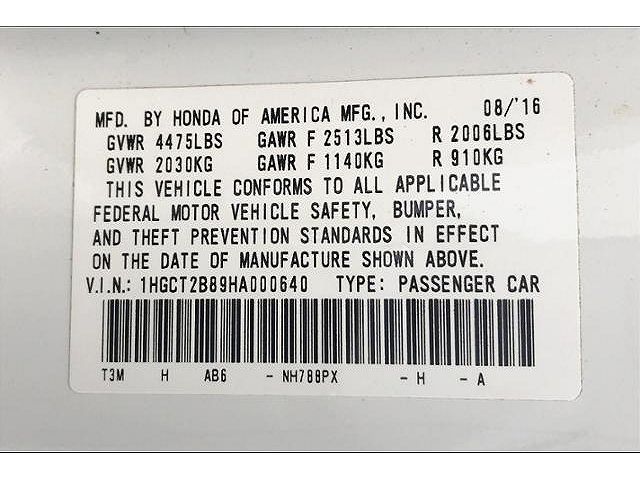 MFD. BY HONDA OF AMERICA MFG., INC. 08/'16
GVWR 4475LBS GAWR F 2513LBS R 2006LBS
GVWR 2030KG GAWR F 1140KG R 910KG
THIS VEHICLE CONFORMS TO ALL APPLICABLE
FEDERAL MOTOR VEHICLE SAFETY, BUMPER,
AND THEFT PREVENTION STANDARDS IN EFFECT
ON THE DATE OF MANUFACTURE SHOWN ABOVE.
V.I.N.: 1HGCT2B89HA000640 TYPE: PASSENGER CAR
T3M H AB6 - NH788PX - H - A